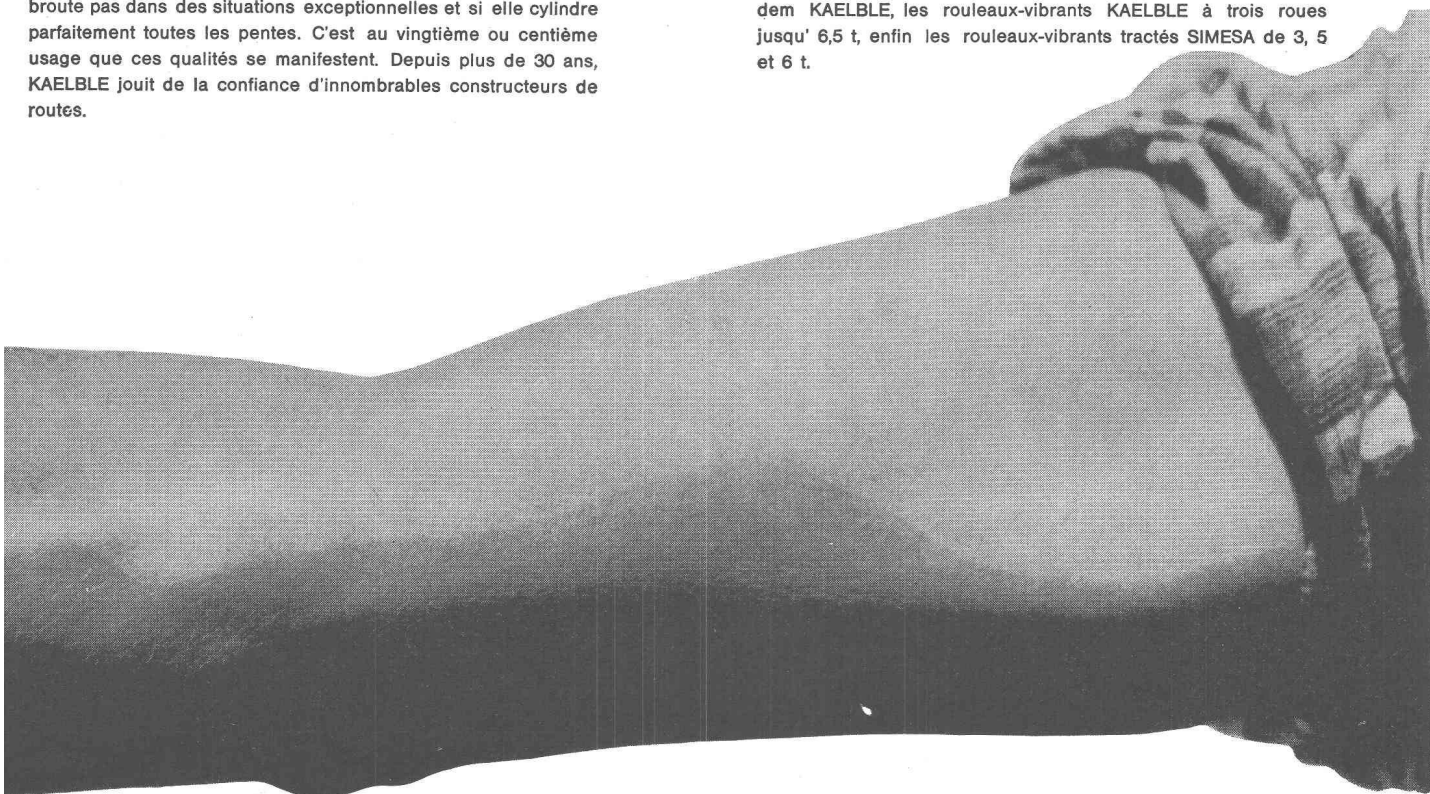 broute pas dans des situations exceptionnelles et si elle cylindre
parfaitement toutes les pentes. C'est au vingtième ou centième
usage que ces qualités se manifestent. Depuis plus de 30 ans,
KAELBLE jouit de la confiance d'innombrables constructeurs de
routes.
dem KAELBLE, les rouleaux-vibrants KAELBLE à trois roues
jusqu' 6,5 t, enfin les rouleaux-vibrants tractés SIMESA de 3, 5
et 6 t.